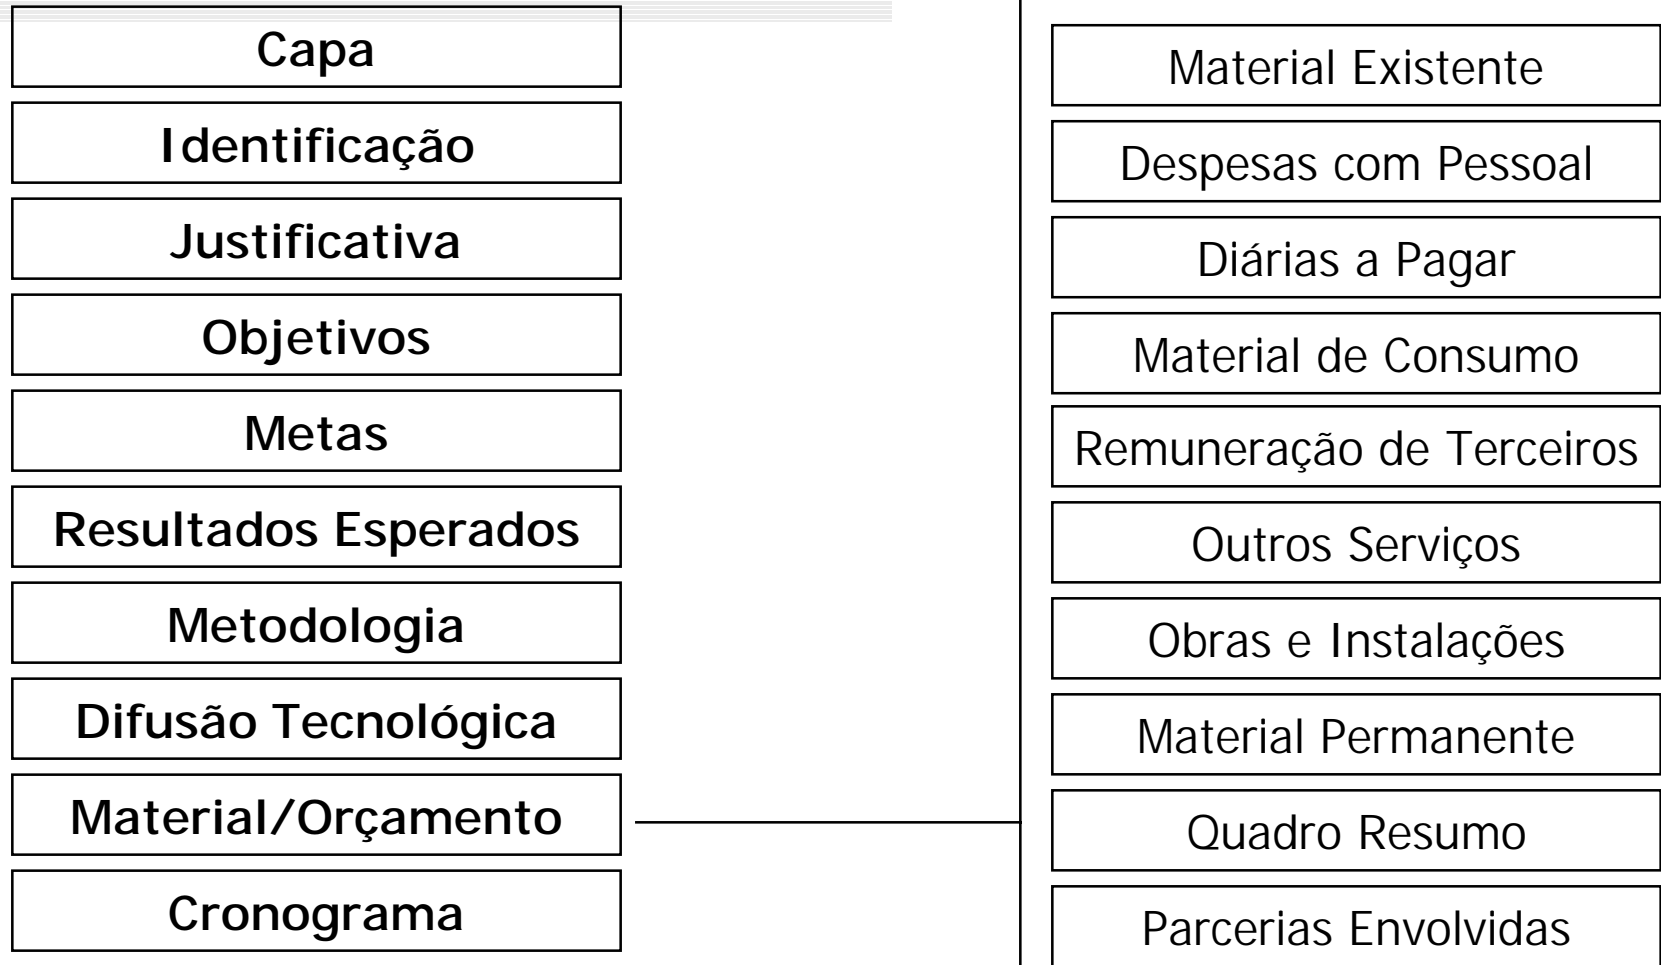 Capa
Identificação
Justificativa
Objetivos
Metas
Resultados Esperados
Metodologia
Difusão Tecnológica
Material/Orçamento
Cronograma
Material Existente
Despesas com Pessoal
Diárias a Pagar
Material de Consumo
Remuneração de Terceiros
Outros Serviços
Obras e Instalações
Material Permanente
Quadro Resumo
Parcerias Envolvidas